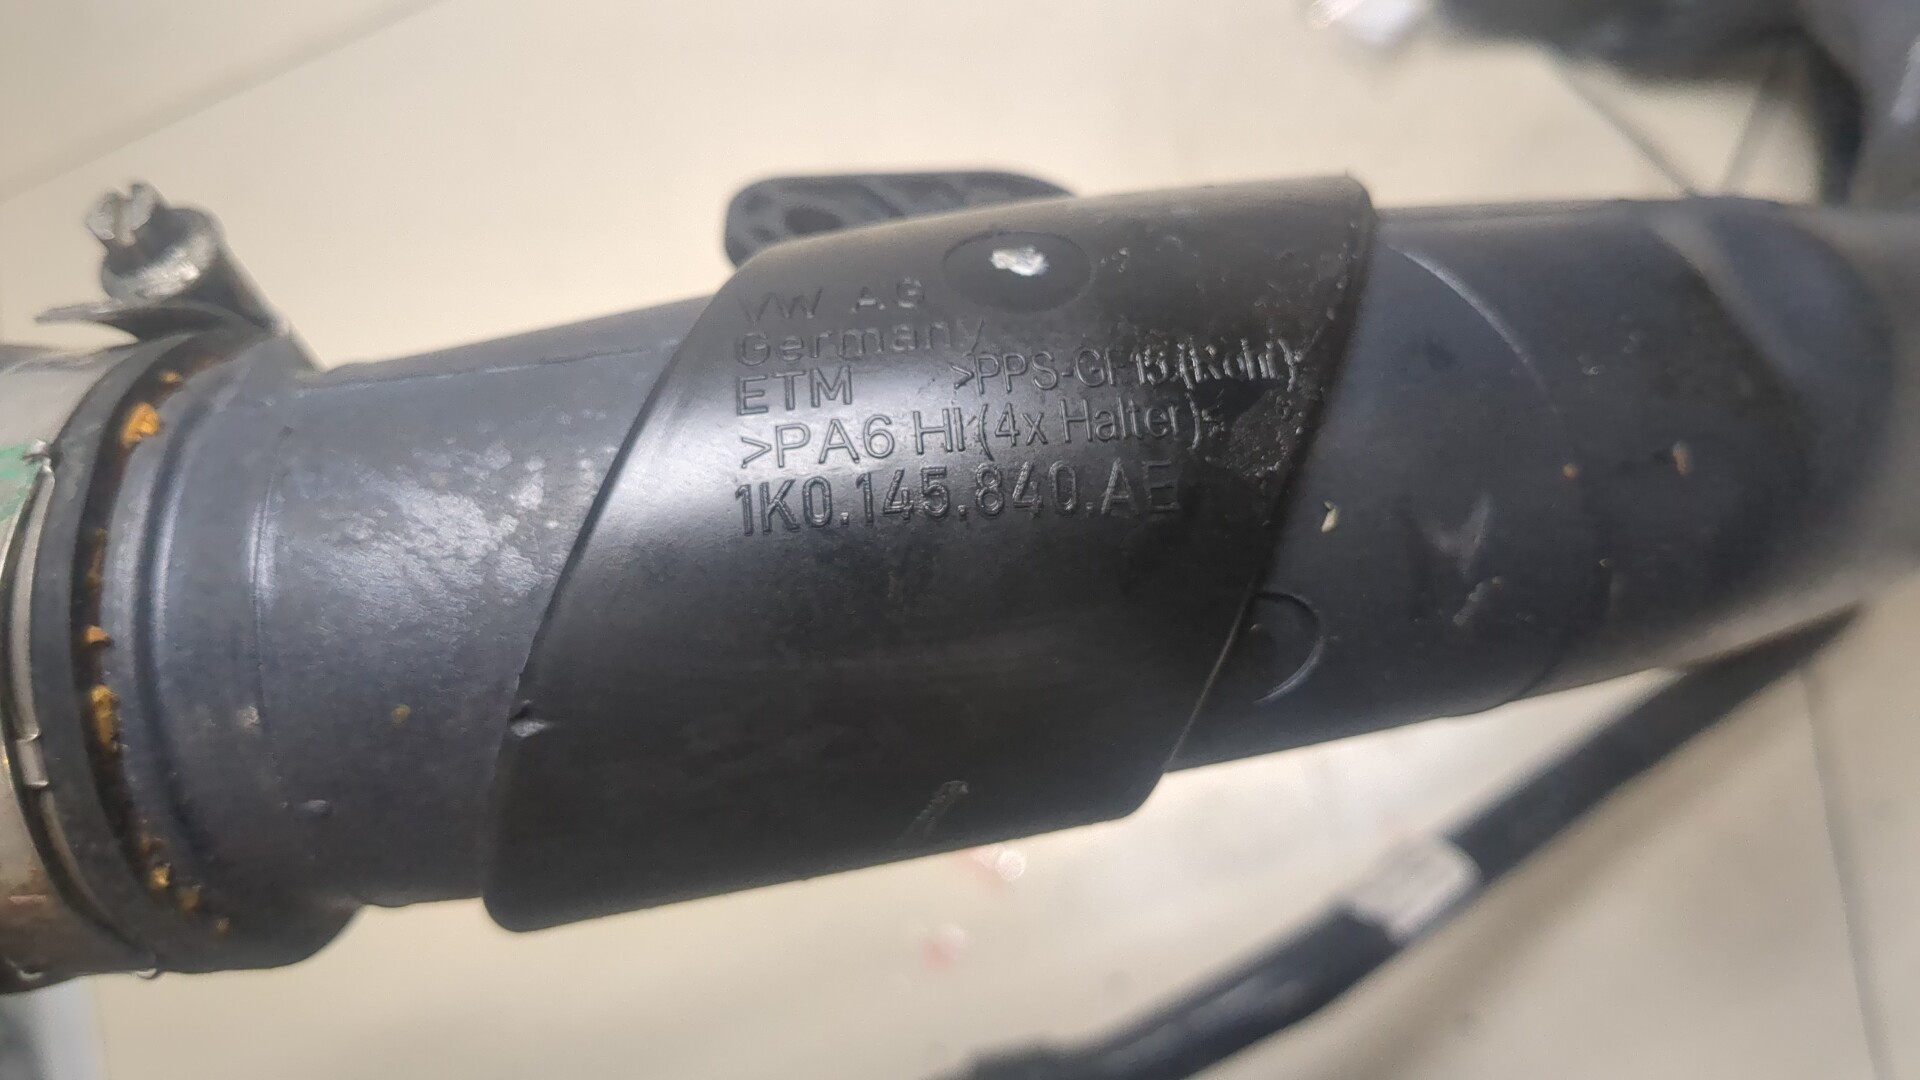 VW AG
Germany
ETM >PPS-GF15 (Rohr)
>PA6 HI (4x Halter)<
1K0.145.840.AE